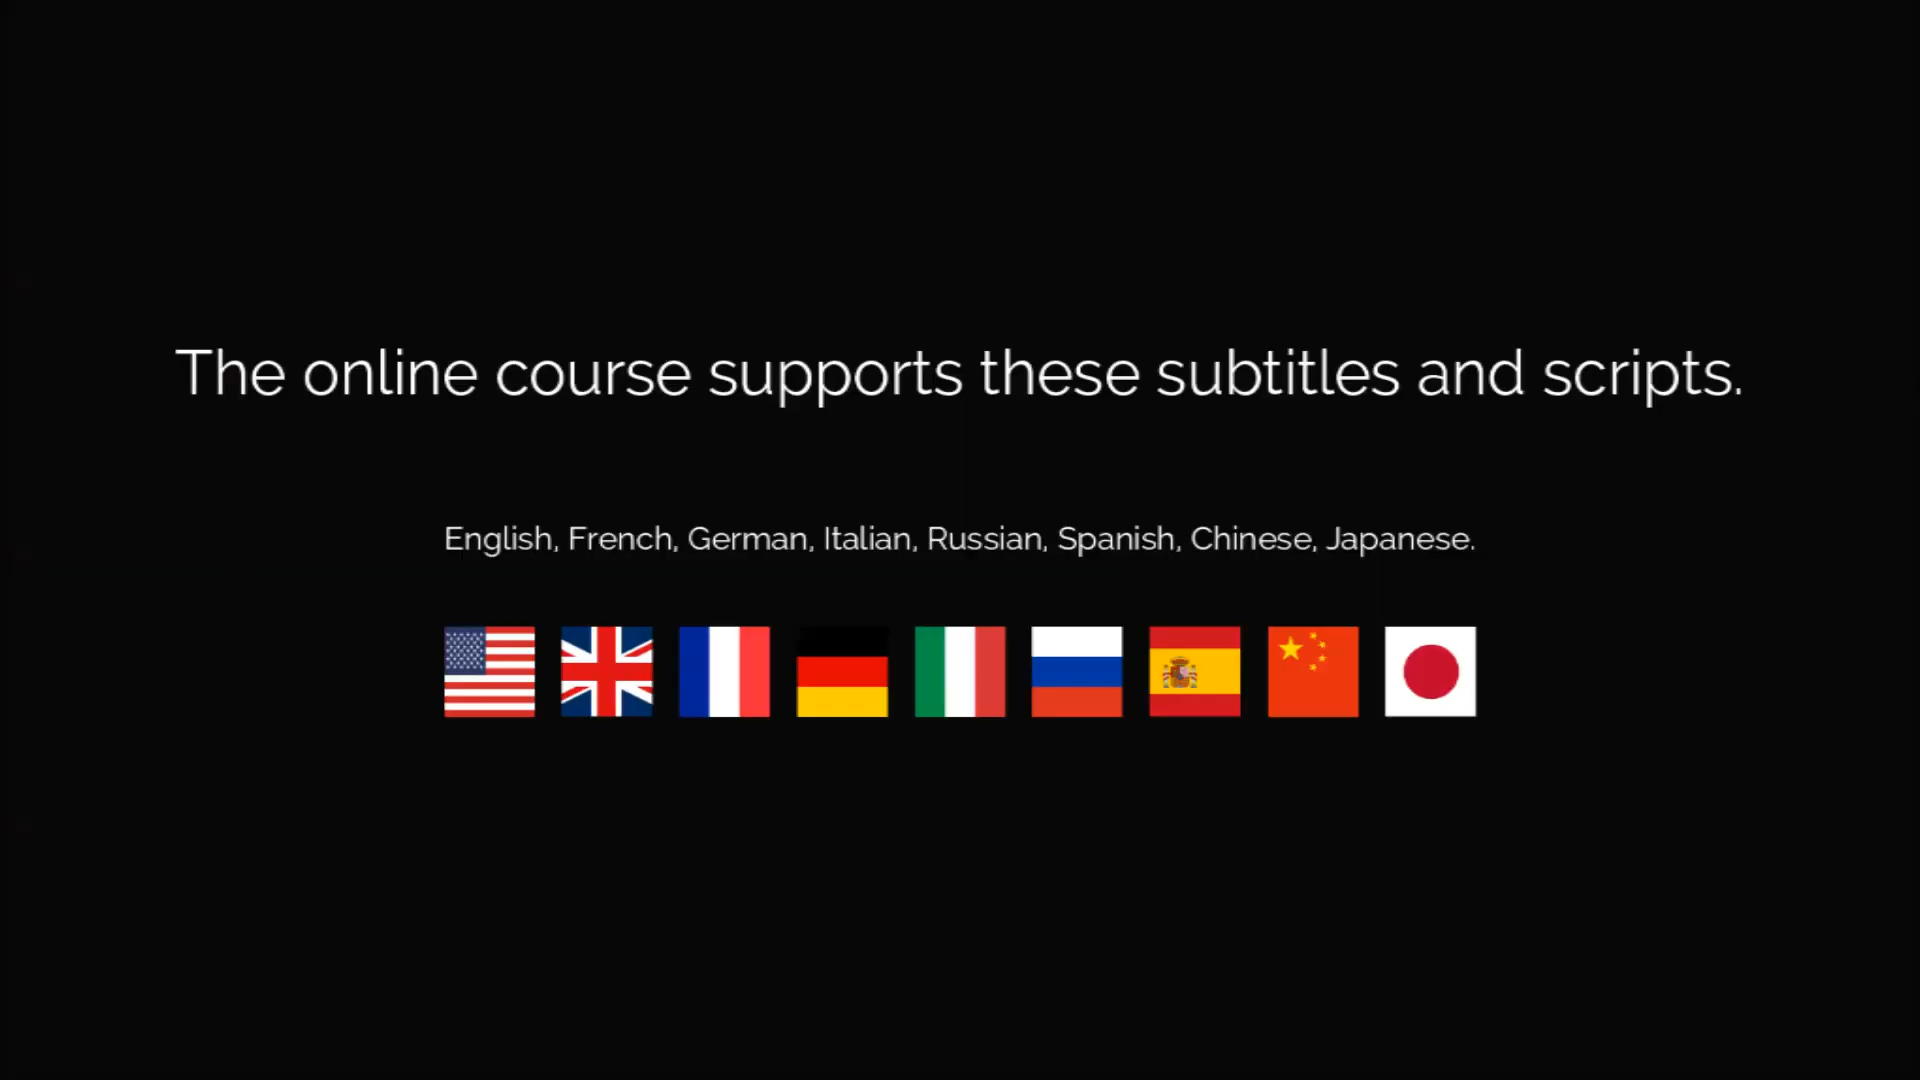 The online course supports these subtitles and scripts.
English, French, German, Italian, Russian, Spanish, Chinese, Japanese.